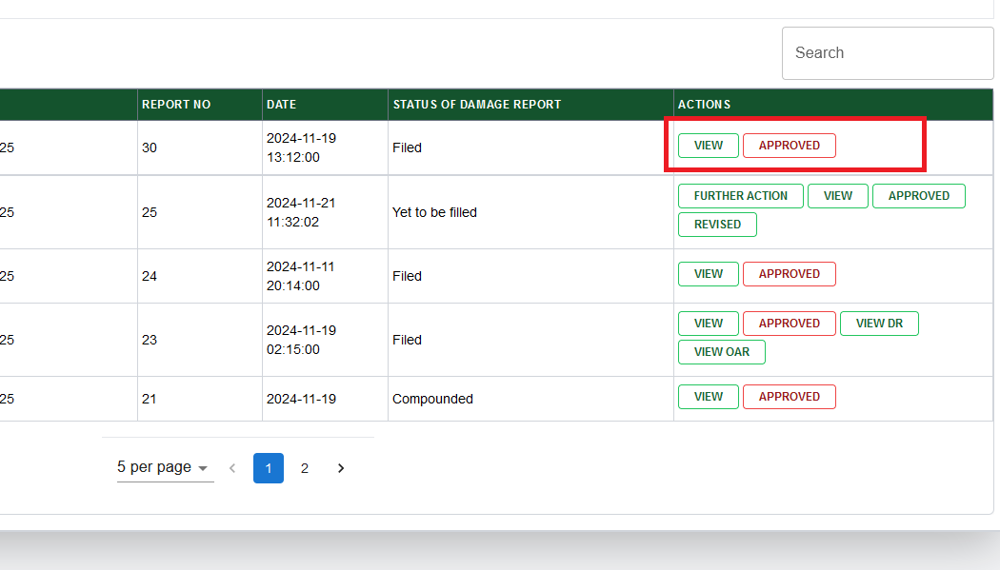 Search
REPORT NO DATE STATUS OF DAMAGE REPORT ACTIONS
25 30 2024-11-19 13:12:00 Filed VIEW APPROVED
25 25 2024-11-21 11:32:02 Yet to be filled FURTHER ACTION VIEW APPROVED
REVISED
25 24 2024-11-11 20:14:00 Filed VIEW APPROVED
25 23 2024-11-19 02:15:00 Filed VIEW APPROVED VIEW DR
VIEW OAR
25 21 2024-11-19 Compounded VIEW APPROVED
5 per page 1 2